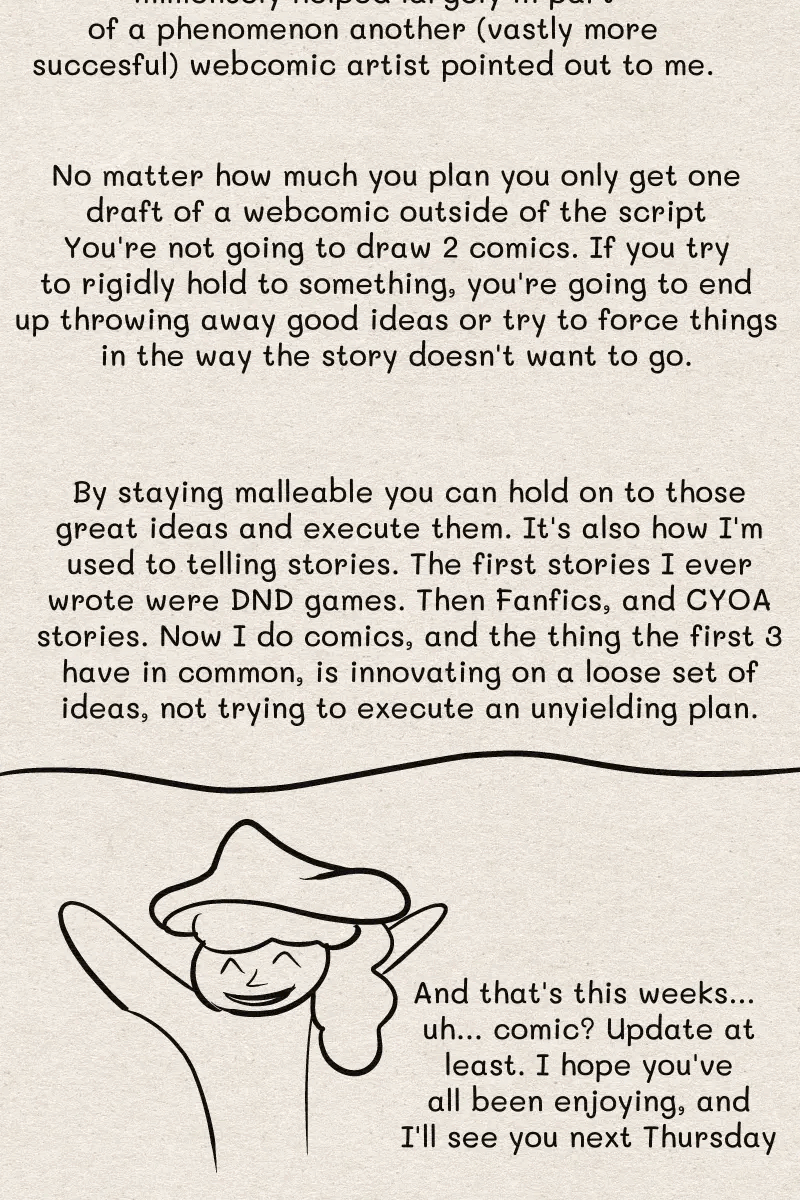 of a phenomenon another (vastly more
succesful) webcomic artist pointed out to me.
No matter how much you plan you only get one
draft of a webcomic outside of the script
You're not going to draw 2 comics. If you try
to rigidly hold to something, you're going to end
up throwing away good ideas or try to force things
in the way the story doesn't want to go.
By staying malleable you can hold on to those
great ideas and execute them. It's also how I'm
used to telling stories. The first stories I ever
wrote were DND games. Then Fanfics, and CYOA
stories. Now I do comics, and the thing the first 3
have in common, is innovating on a loose set of
ideas, not trying to execute an unyielding plan.
And that's this weeks...
uh... comic? Update at
least. I hope you've
all been enjoying, and
I'll see you next Thursday